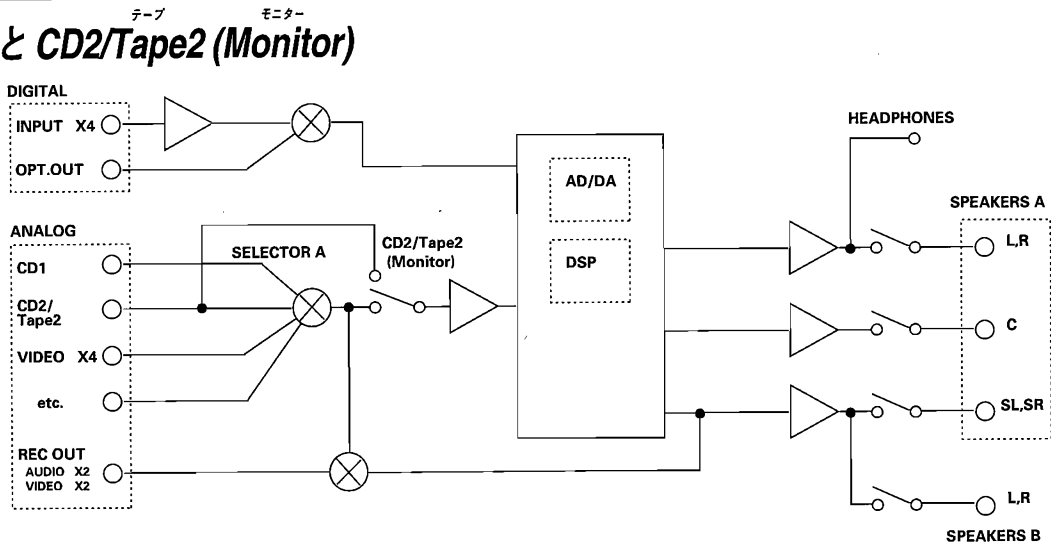 テープ モニター
と CD2/Tape2 (Monitor)
DIGITAL
INPUT X4
OPT.OUT
ANALOG
CD1
CD2/
Tape2
VIDEO X4
etc.
REC OUT
AUDIO X2
VIDEO X2
SELECTOR A
CD2/Tape2
(Monitor)
AD/DA
DSP
HEADPHONES
SPEAKERS A
L,R
C
SL,SR
L,R
SPEAKERS B